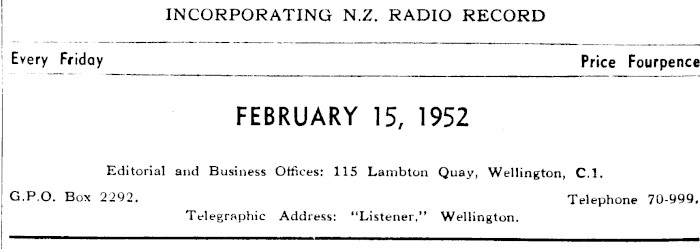 INCORPORATING N.Z. RADIO RECORD
Every Friday Price Fourpence
FEBRUARY 15, 1952
Editorial and Business Offices: 115 Lambton Quay, Wellington, C.1.
G.P.O. Box 2292. Telephone 70-999.
Telegraphic Address: "Listener," Wellington.